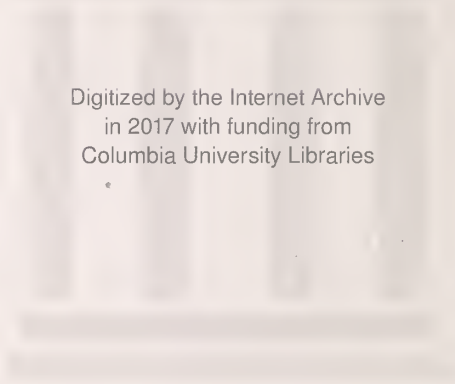 Digitized by the Internet Archive
in 2017 with funding from
Columbia University Libraries